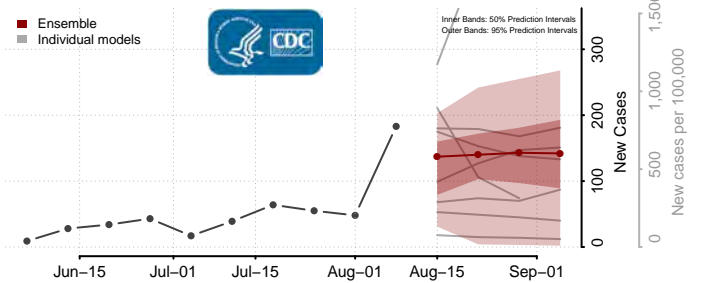 Ensemble
Individual models
CDC
Inner Bands: 50% Prediction Intervals
Outer Bands: 95% Prediction Intervals
0
100
200
300
New Cases
0
500
1,000
1,500
New cases per 100,000
Jun–15
Jul–01
Jul–15
Aug–01
Aug–15
Sep–01